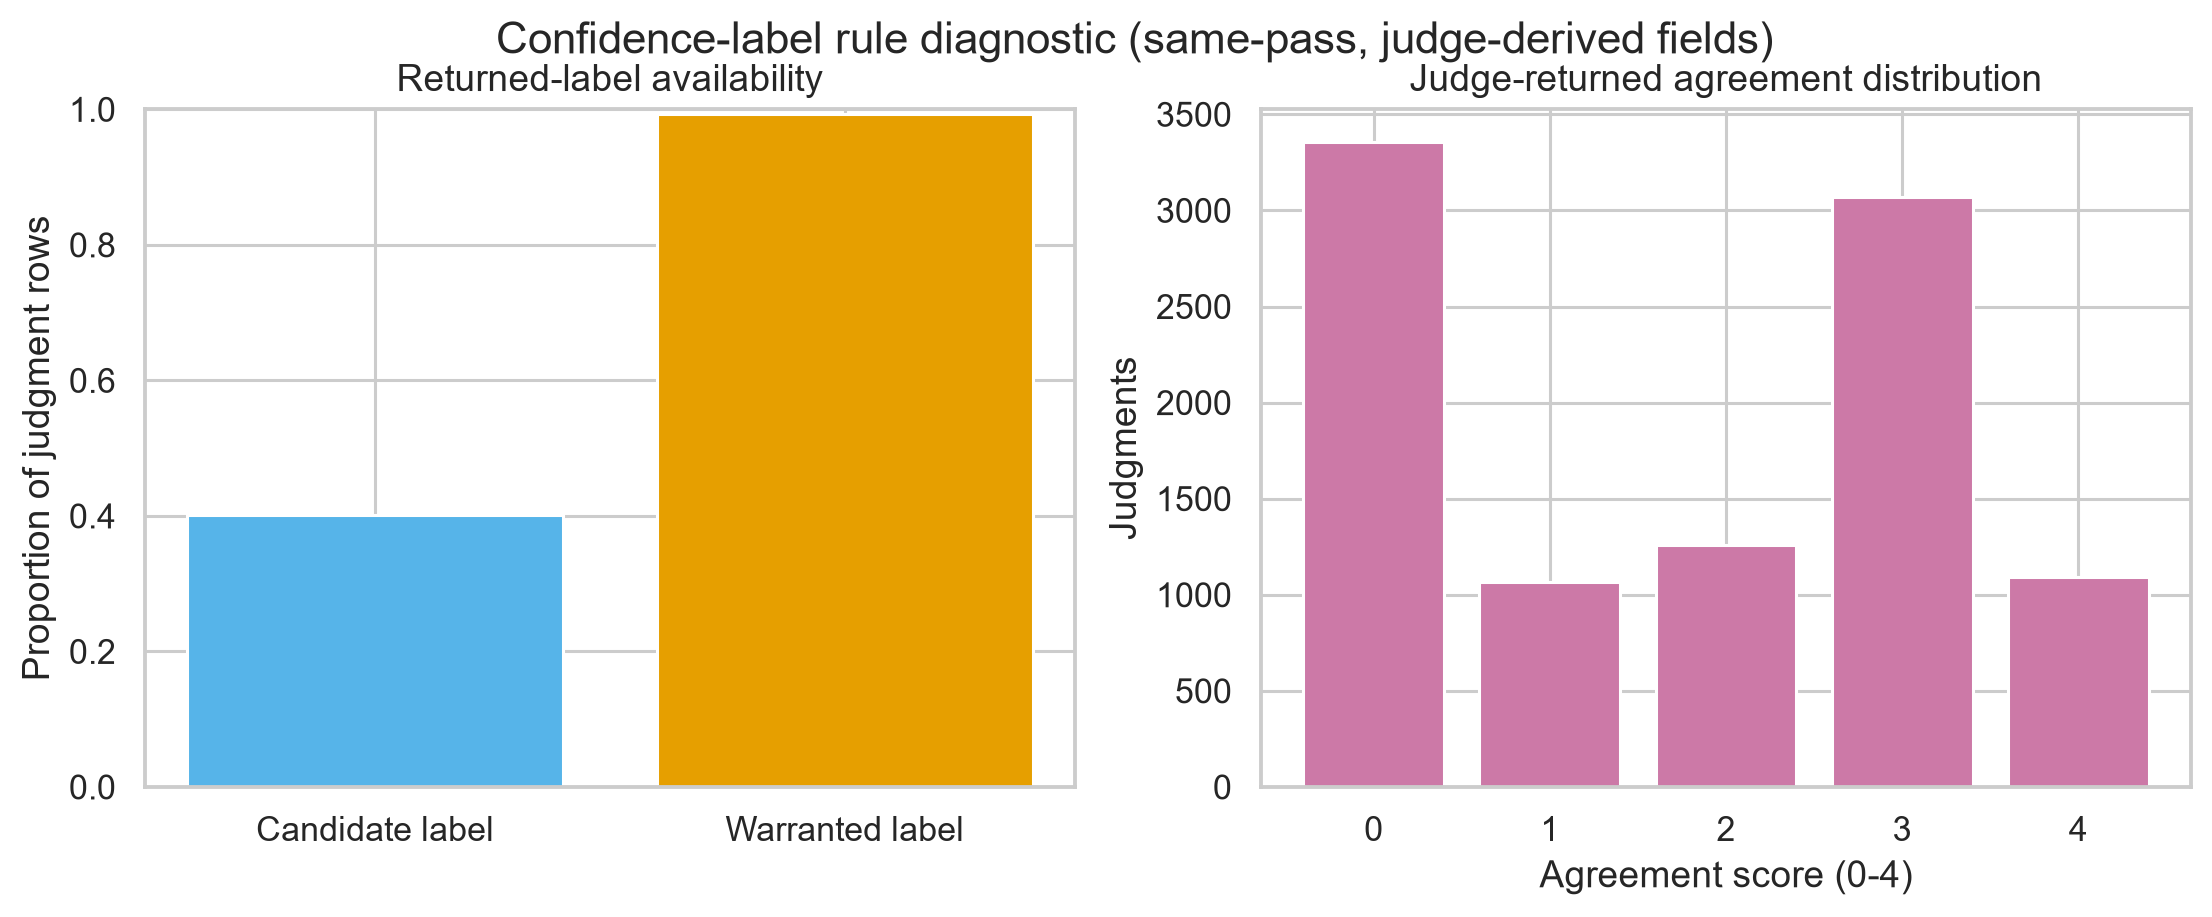 Confidence-label rule diagnostic (same-pass, judge-derived fields)
Returned-label availability
Proportion of judgment rows
1.0
0.8
0.6
0.4
0.2
0.0
Candidate label
Warranted label
Judge-returned agreement distribution
Judgments
3500
3000
2500
2000
1500
1000
500
0
0
1
2
3
4
Agreement score (0-4)